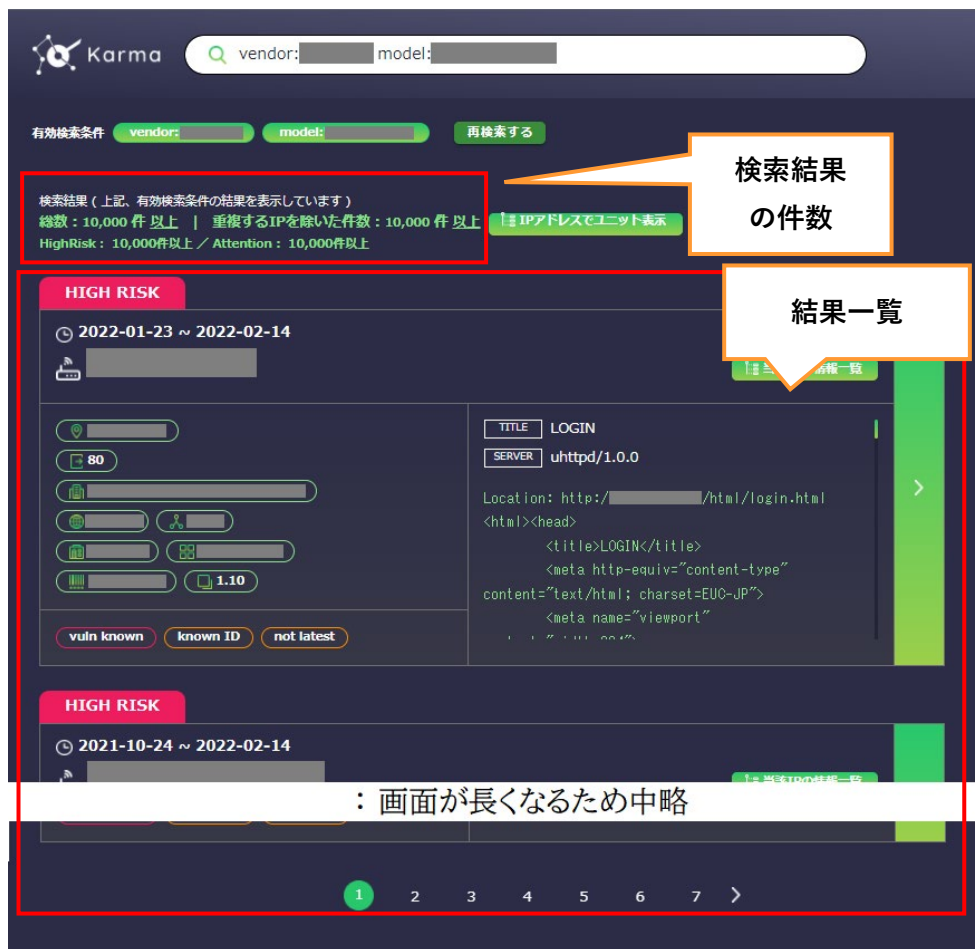 Karma
vendor: model:
有効検索条件 vendor: model: 再検索する
検索結果 ( 上記、有効検索条件の結果を表示しています )
総数：10,000 件 以上 | 重複するIPを除いた件数：10,000 件 以上
IPアドレスでユニット表示
HighRisk： 10,000件以上 ／ Attention： 10,000件以上
検索結果
の件数
結果一覧
HIGH RISK
2022-01-23 ~ 2022-02-14
情報一覧
80
1.10
vuln known known ID not latest
TITLE LOGIN
SERVER uhttpd/1.0.0
Location: http:/ /html/login.html
<html><head>
<title>LOGIN</title>
<meta http-equiv="content-type"
content="text/html; charset=EUC-JP">
<meta name="viewport"
HIGH RISK
2021-10-24 ~ 2022-02-14
当該IPの情報一覧
：画面が長くなるため中略
1 2 3 4 5 6 7 >